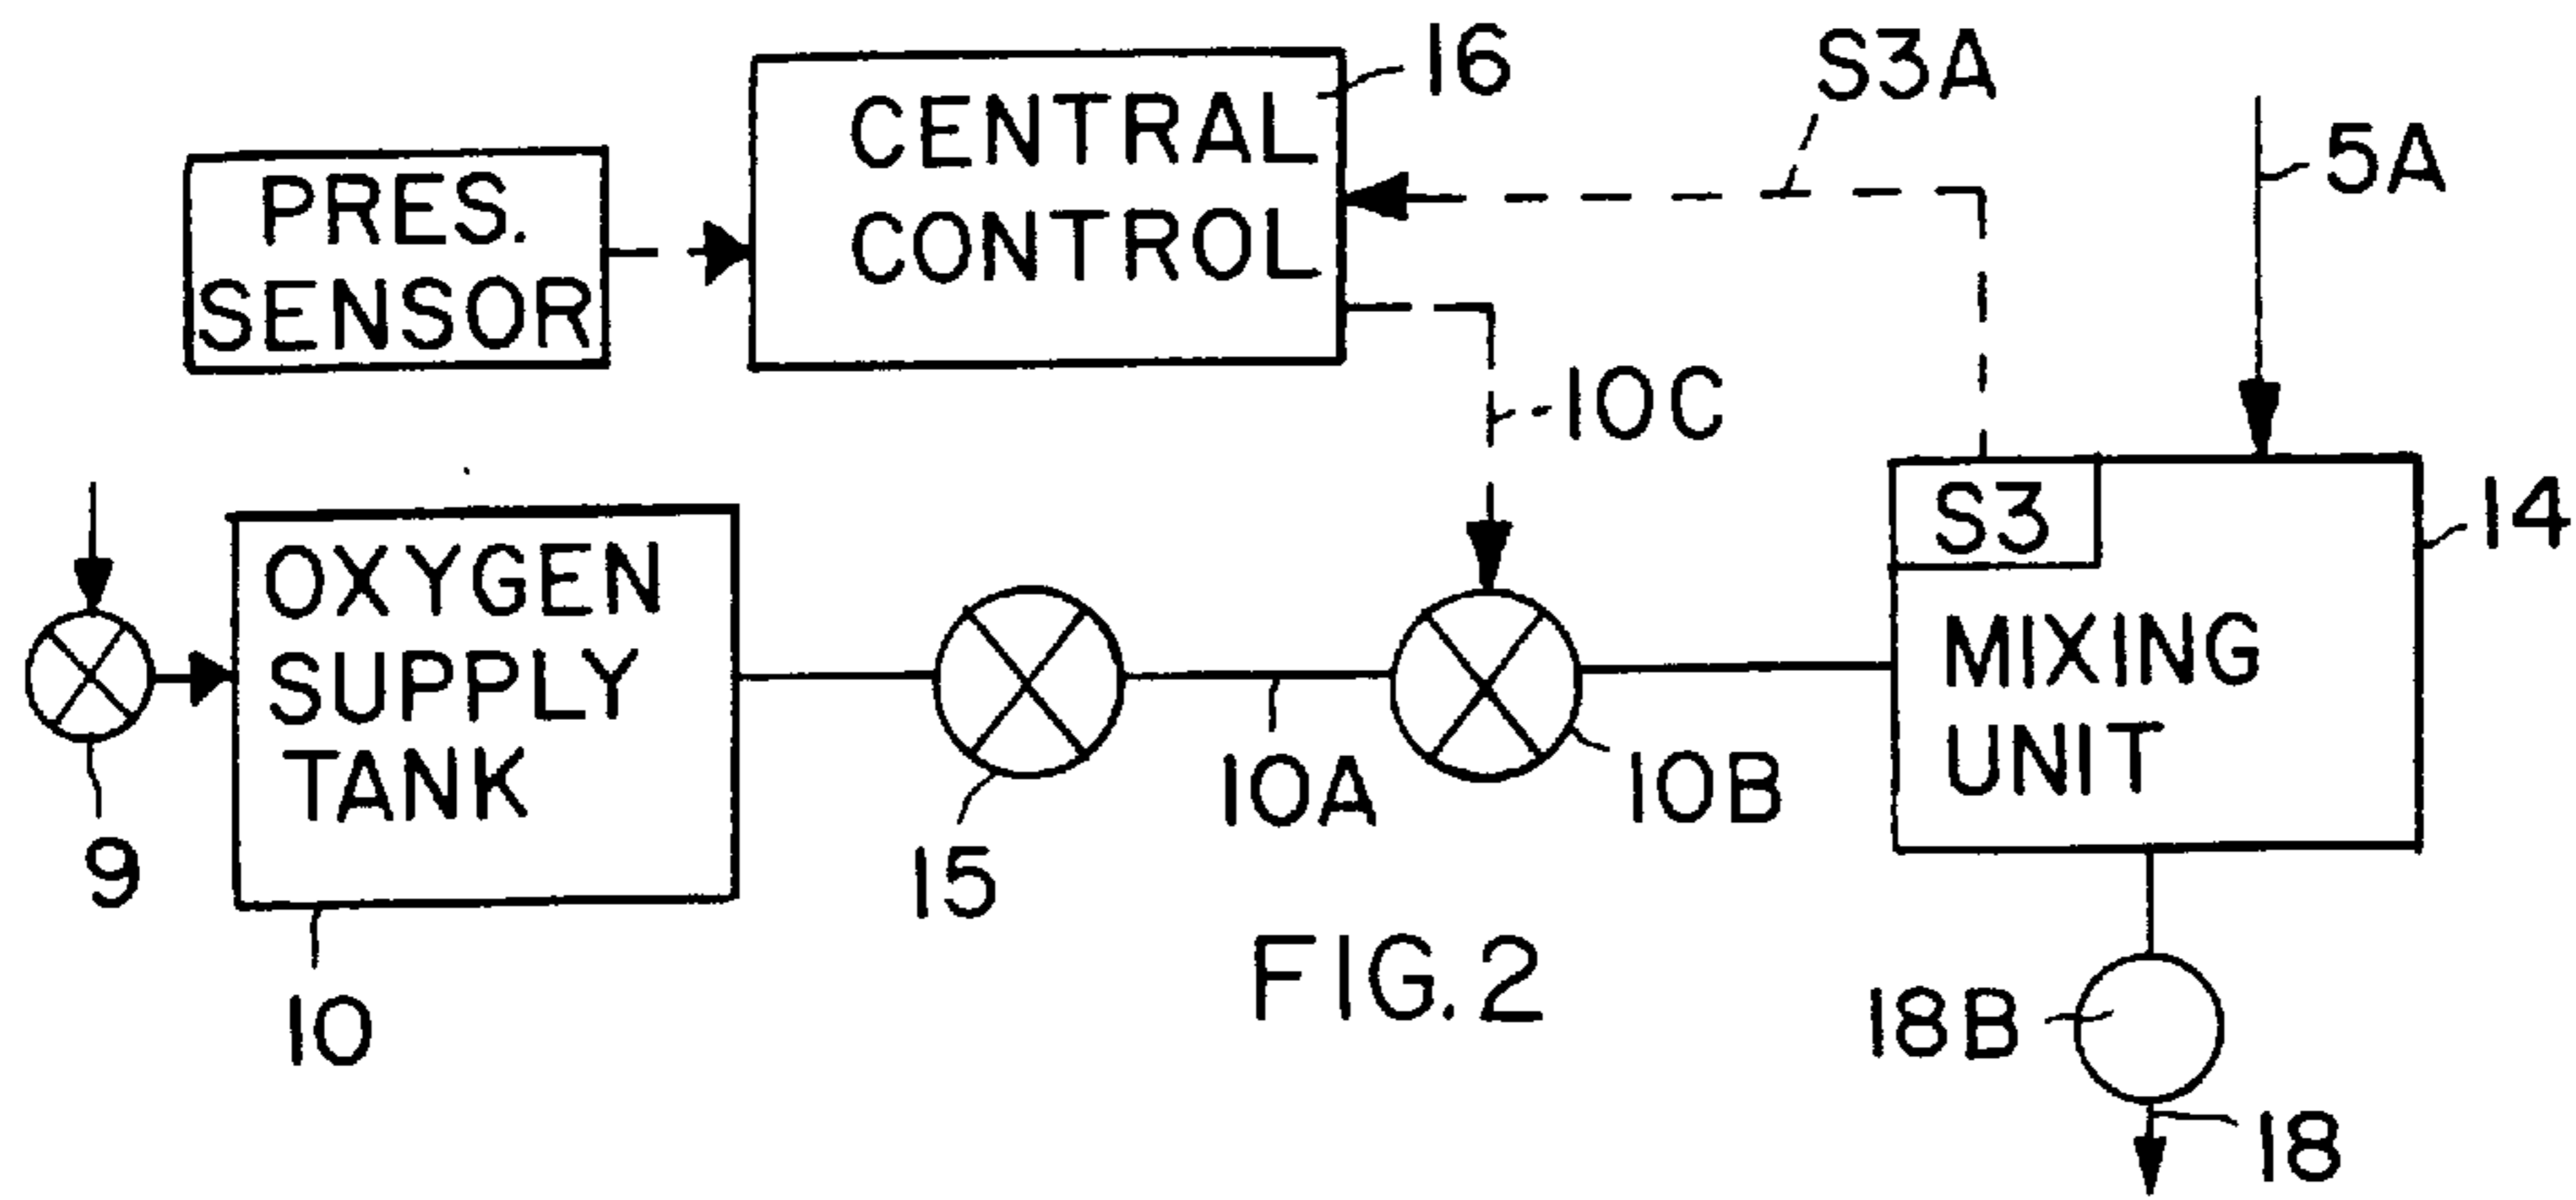 16
S3A
CENTRAL
CONTROL
5A
PRES.
SENSOR
10C
S3
14
OXYGEN
SUPPLY
TANK
MIXING
UNIT
10A
10B
9
15
10
FIG. 2
18B
18